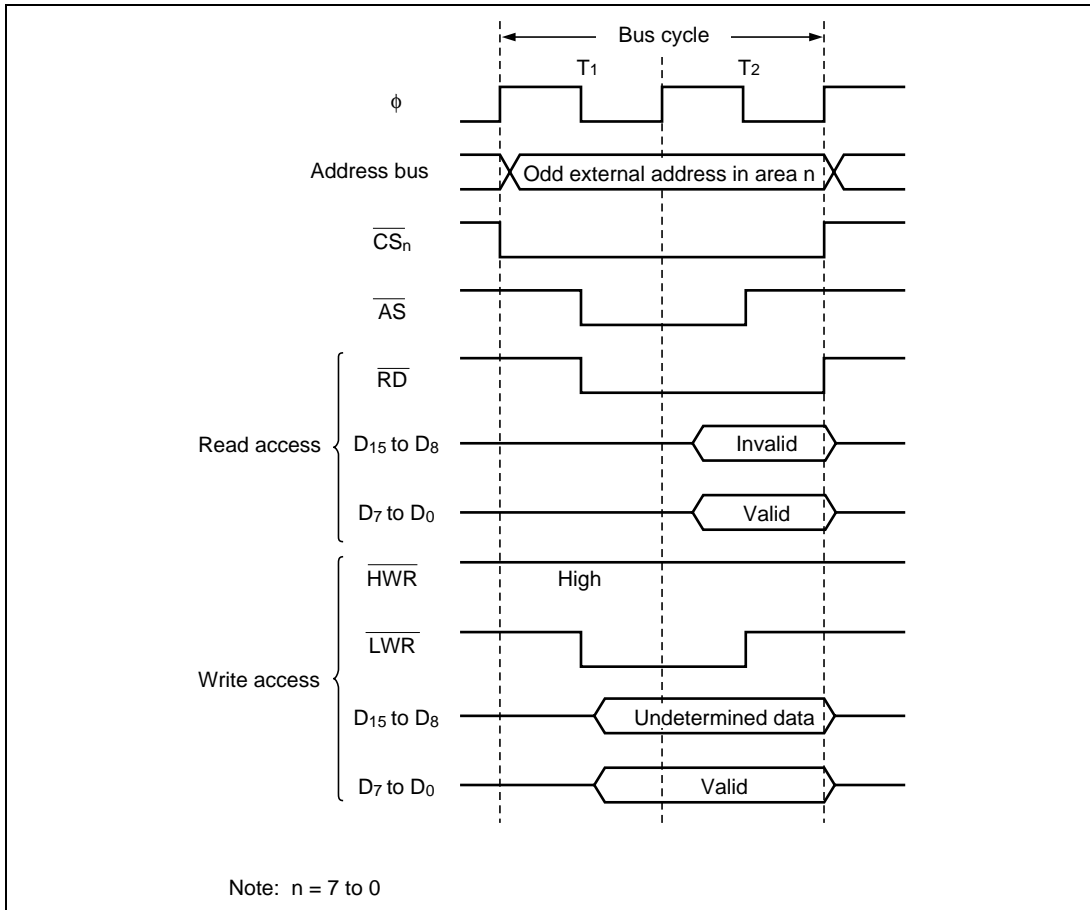 Bus cycle
T1 T2
ϕ
Address bus Odd external address in area n
CSn
AS
RD
Read access D15 to D8 Invalid
D7 to D0 Valid
HWR High
LWR
Write access
D15 to D8 Undetermined data
D7 to D0 Valid
Note: n = 7 to 0